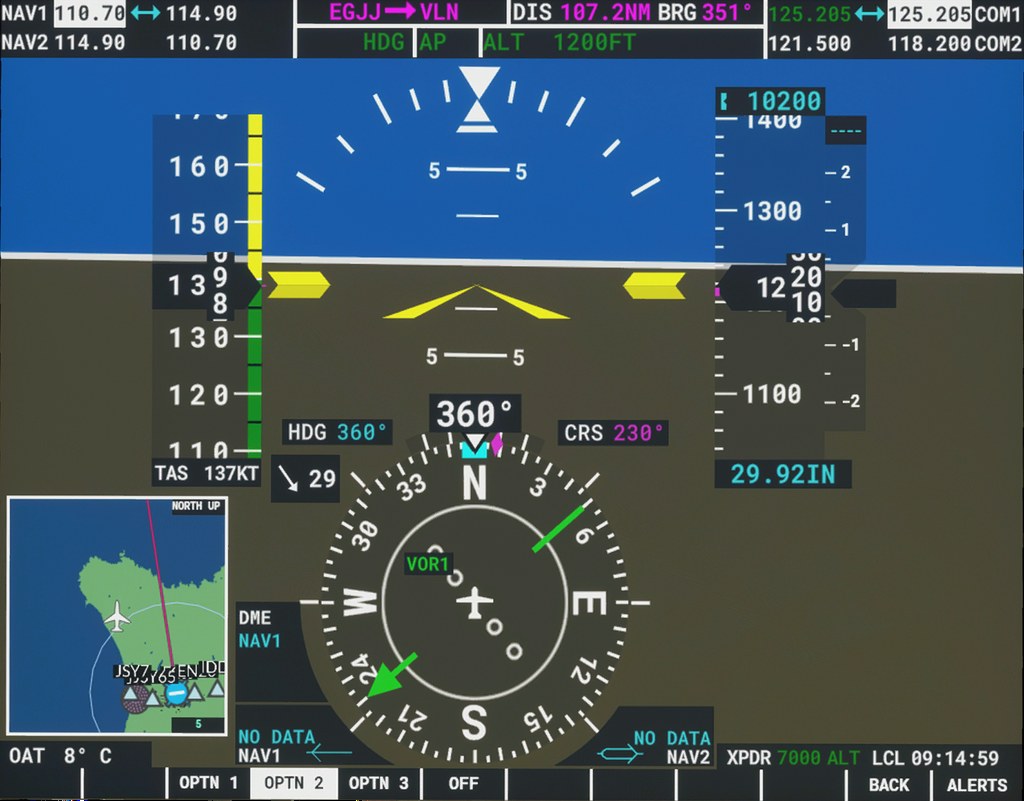 NAV1 110.70 114.90 EGJJ VLN DIS 107.2NM BRG 351° 125.205 125.205 COM1
NAV2 114.90 110.70 HDG AP ALT 1200FT 121.500 118.200 COM2
10200
170
1400
160
5 5
2
150
1300
1
139
8
12
20
10
130
5 5
-1
120
1100
-2
360°
HDG 360°
CRS 230°
110
TAS 137KT
29
29.92IN
NORTH UP
N 3 6 E 12 15 S 21 24 W 30 33
VOR1
DME
NAV1
5
NO DATA
NAV1
NO DATA
NAV2
OAT 8° C
XPDR 7000 ALT LCL 09:14:59
OPTN 1 OPTN 2 OPTN 3 OFF BACK ALERTS